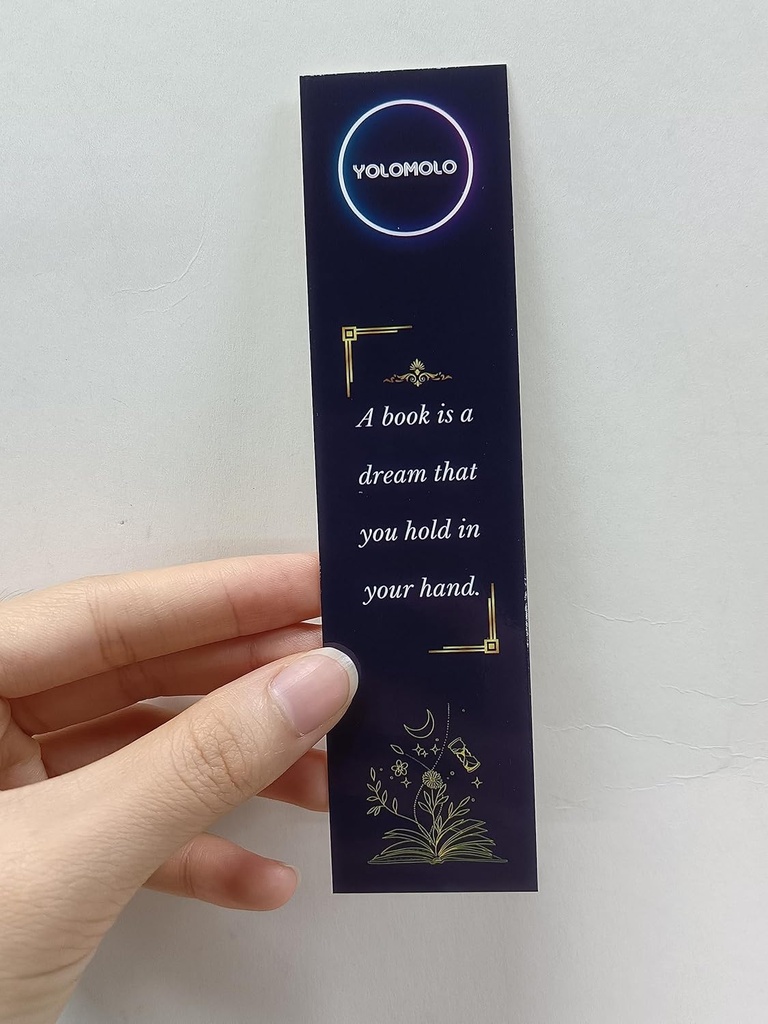 YOLOMOLO
A book is a
dream that
you hold in
your hand.